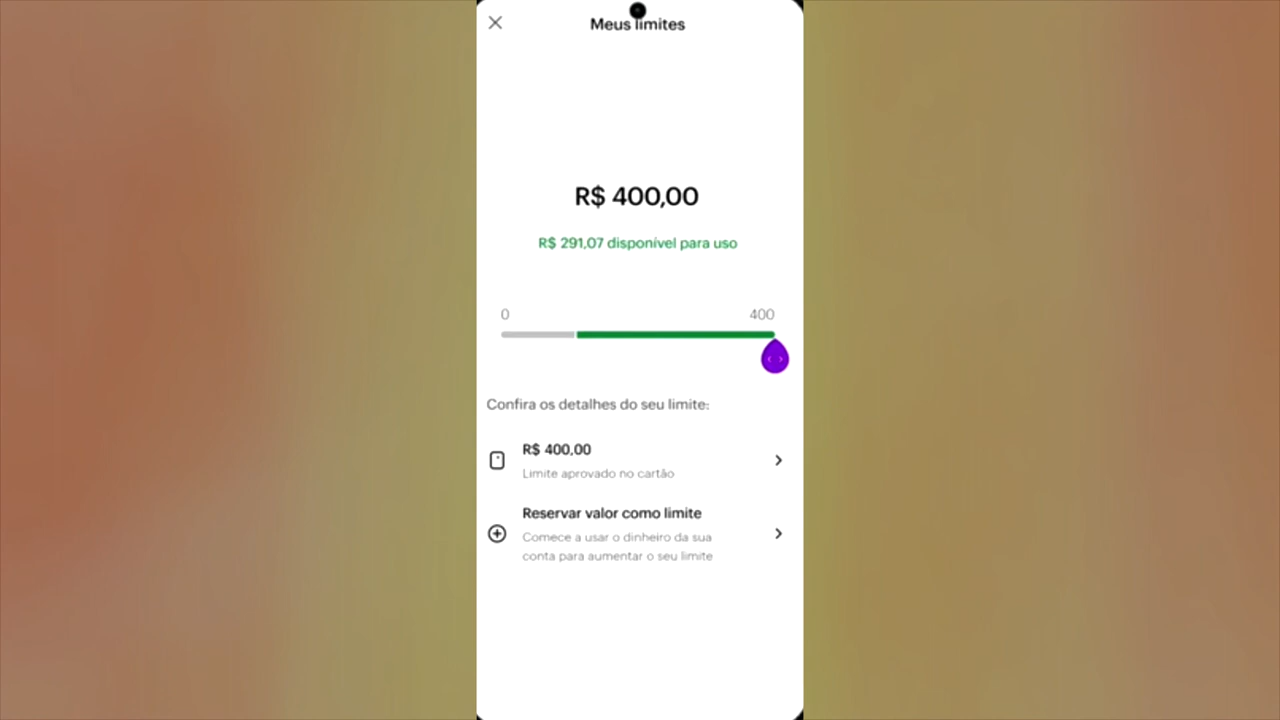 Meus limites
R$ 400,00
R$ 291,07 disponível para uso
0 400
Confira os detalhes do seu limite:
R$ 400,00
Limite aprovado no cartão
Reservar valor como limite
Comece a usar o dinheiro da sua
conta para aumentar o seu limite